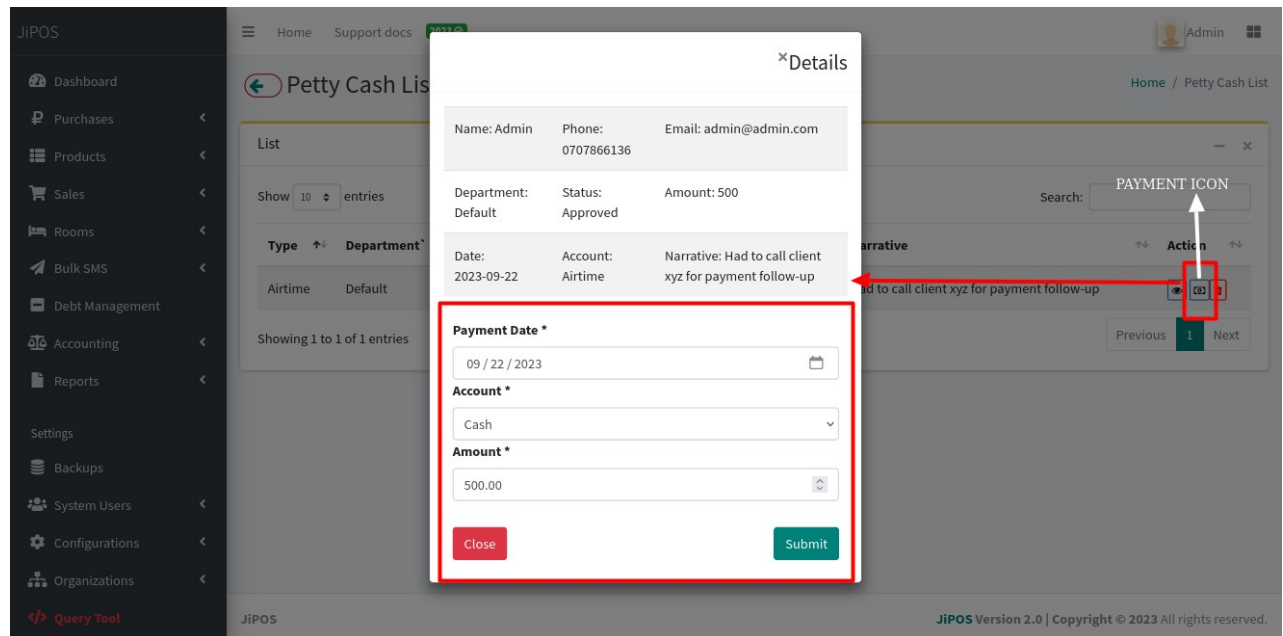 JiPOS
Home Support docs 2023
Admin
Dashboard
Purchases
Products
Sales
Rooms
Bulk SMS
Debt Management
Accounting
Reports
Settings
Backups
System Users
Configurations
Organizations
Query Tool
Petty Cash Lis
Home / Petty Cash List
List
Show 10 entries
Search:
PAYMENT ICON
Type Department
arrative Action
Airtime Default
ad to call client xyz for payment follow-up
Showing 1 to 1 of 1 entries
Previous 1 Next
×Details
Name: Admin Phone: Email: admin@admin.com
0707866136
Department: Status: Amount: 500
Default Approved
Date: Account: Narrative: Had to call client
2023-09-22 Airtime xyz for payment follow-up
Payment Date *
09 / 22 / 2023
Account *
Cash
Amount *
500.00
Close Submit
JiPOS
JiPOS Version 2.0 | Copyright © 2023 All rights reserved.